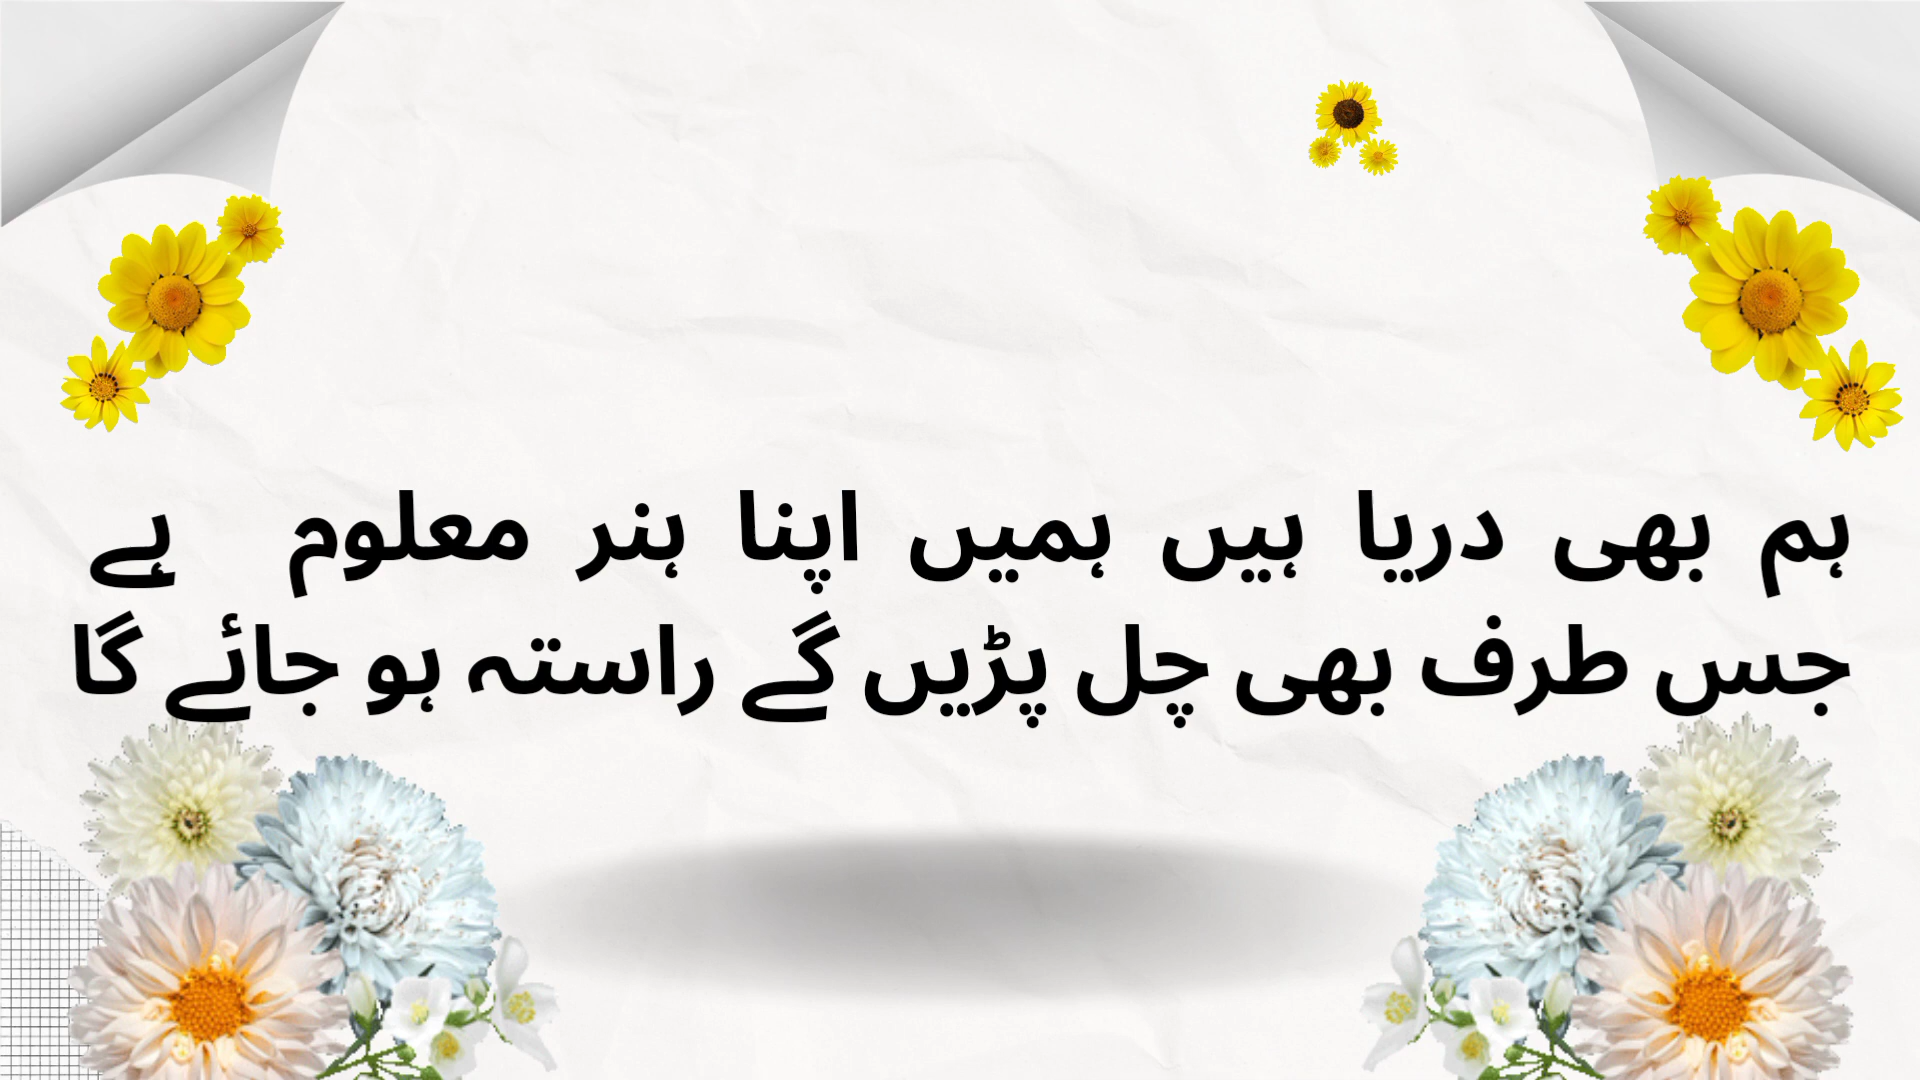 ہم بھی دریا ہیں ہمیں اپنا ہنر معلوم ہے
جس طرف بھی چل پڑیں گے راستہ ہو جائے گا